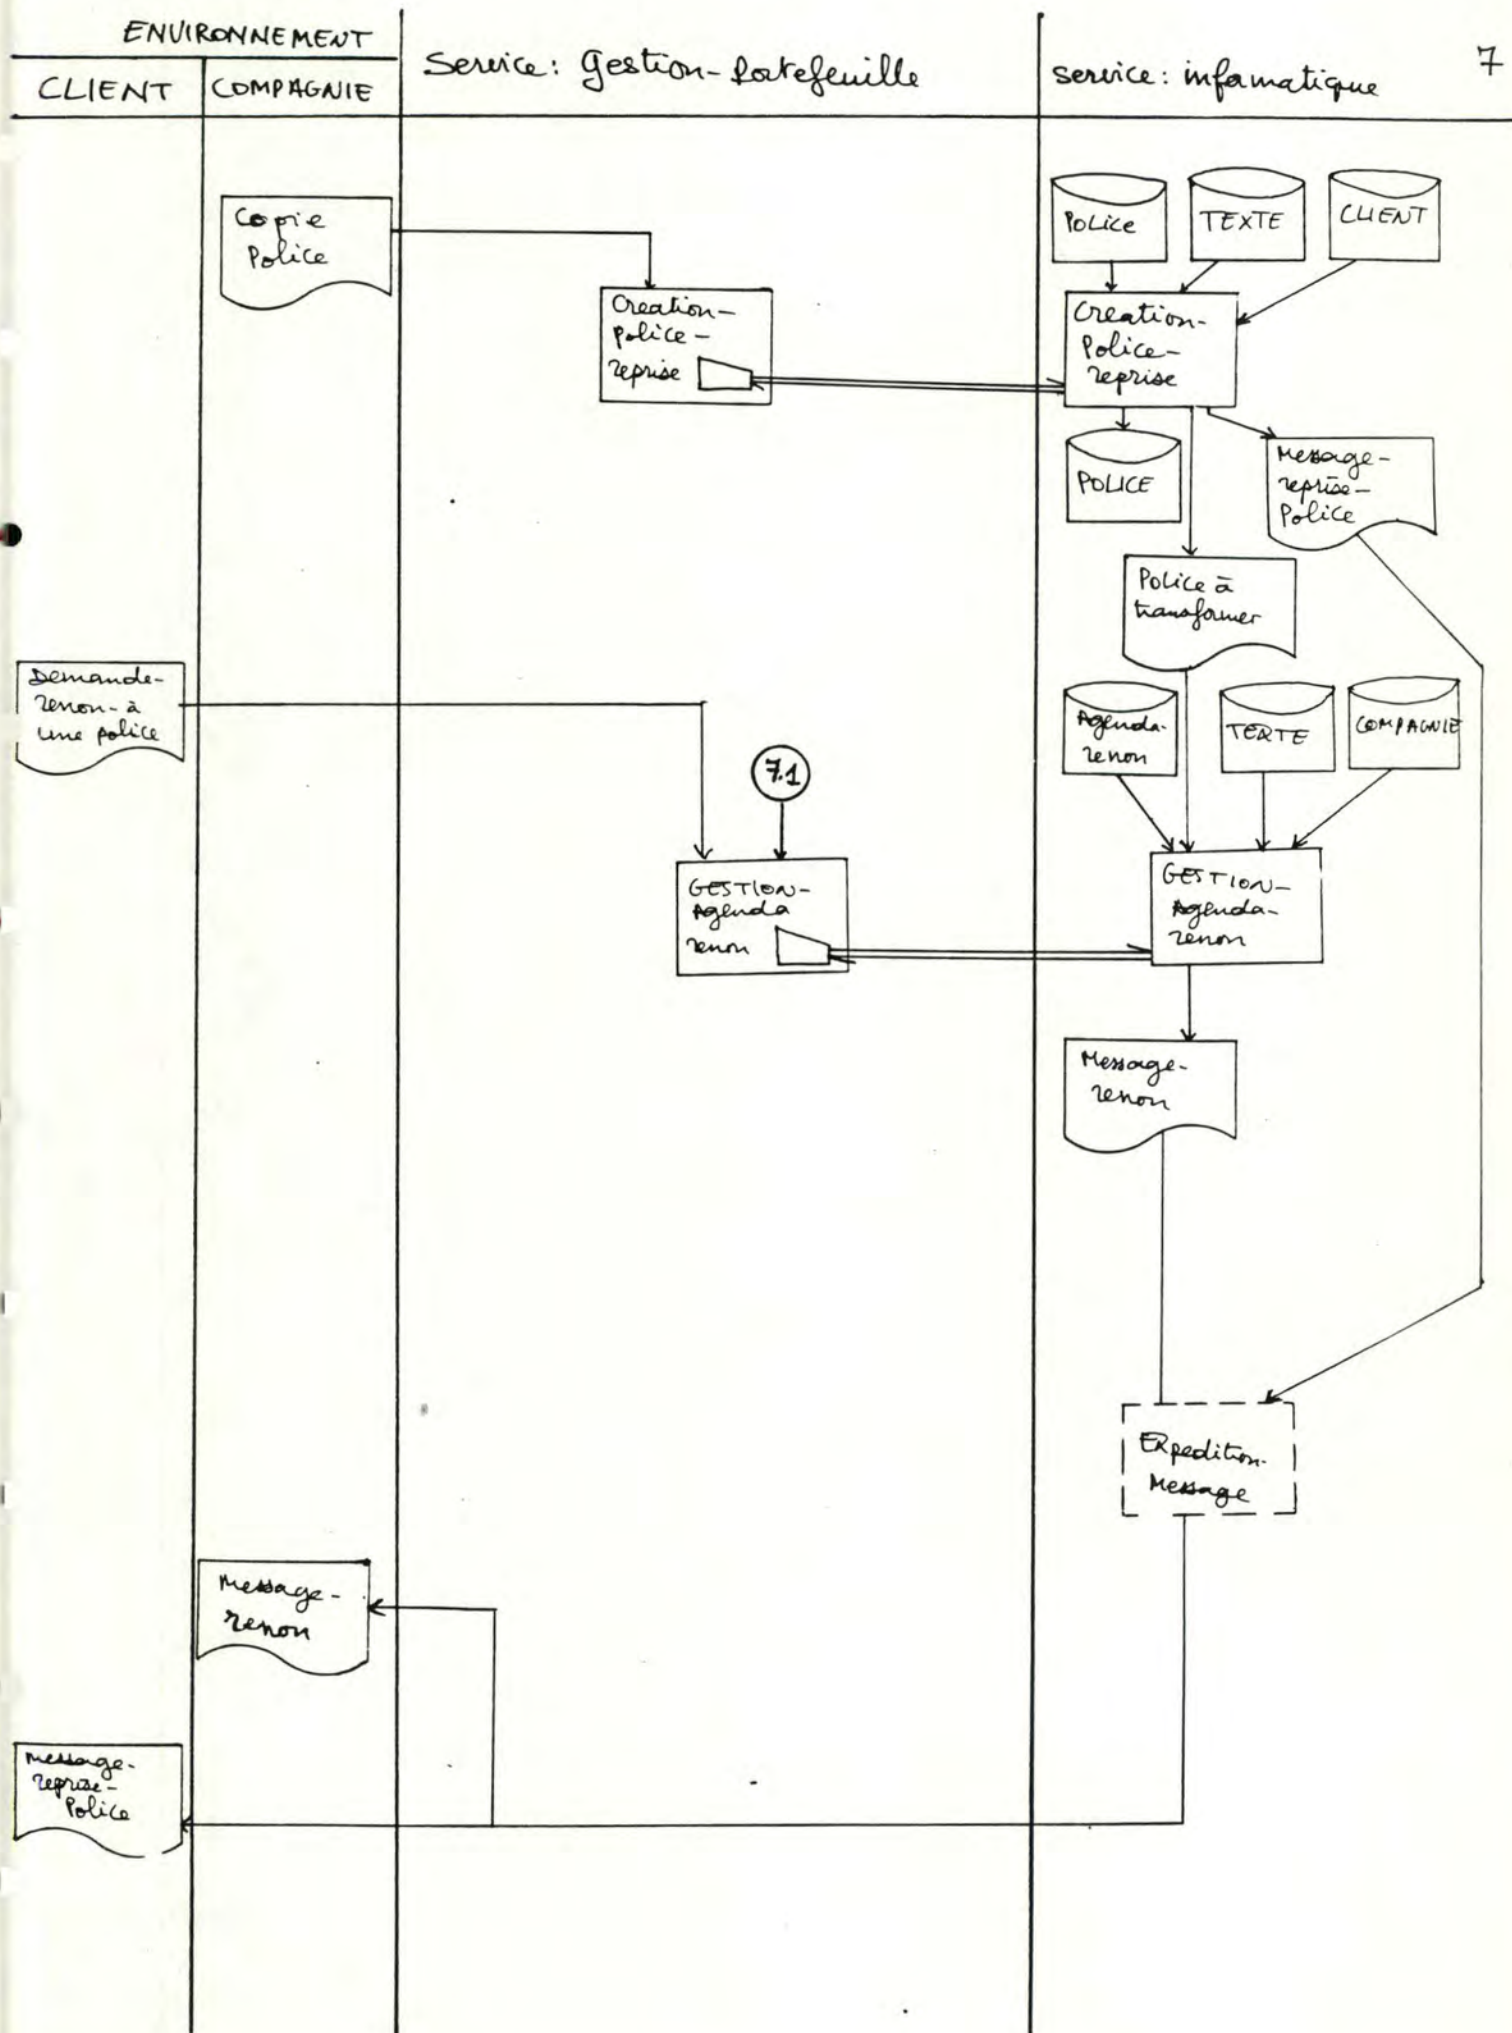 ENVIRONNEMENT
CLIENT
COMPAGNIE
Service: Gestion-Portefeuille
service: informatique
7
Copie
Police
Creation-
police-
reprise
POLICE
TEXTE
CLIENT
Creation-
Police-
reprise
POLICE
Message-
reprise-
Police
Police à
transformer
Demande-
renon-à
une police
7.1
Agenda-
renon
TEXTE
COMPAGNIE
GESTION-
Agenda
renon
GESTION-
Agenda-
renon
Message-
renon
EXpedition-
Message
Message-
renon
Message-
reprise-
Police